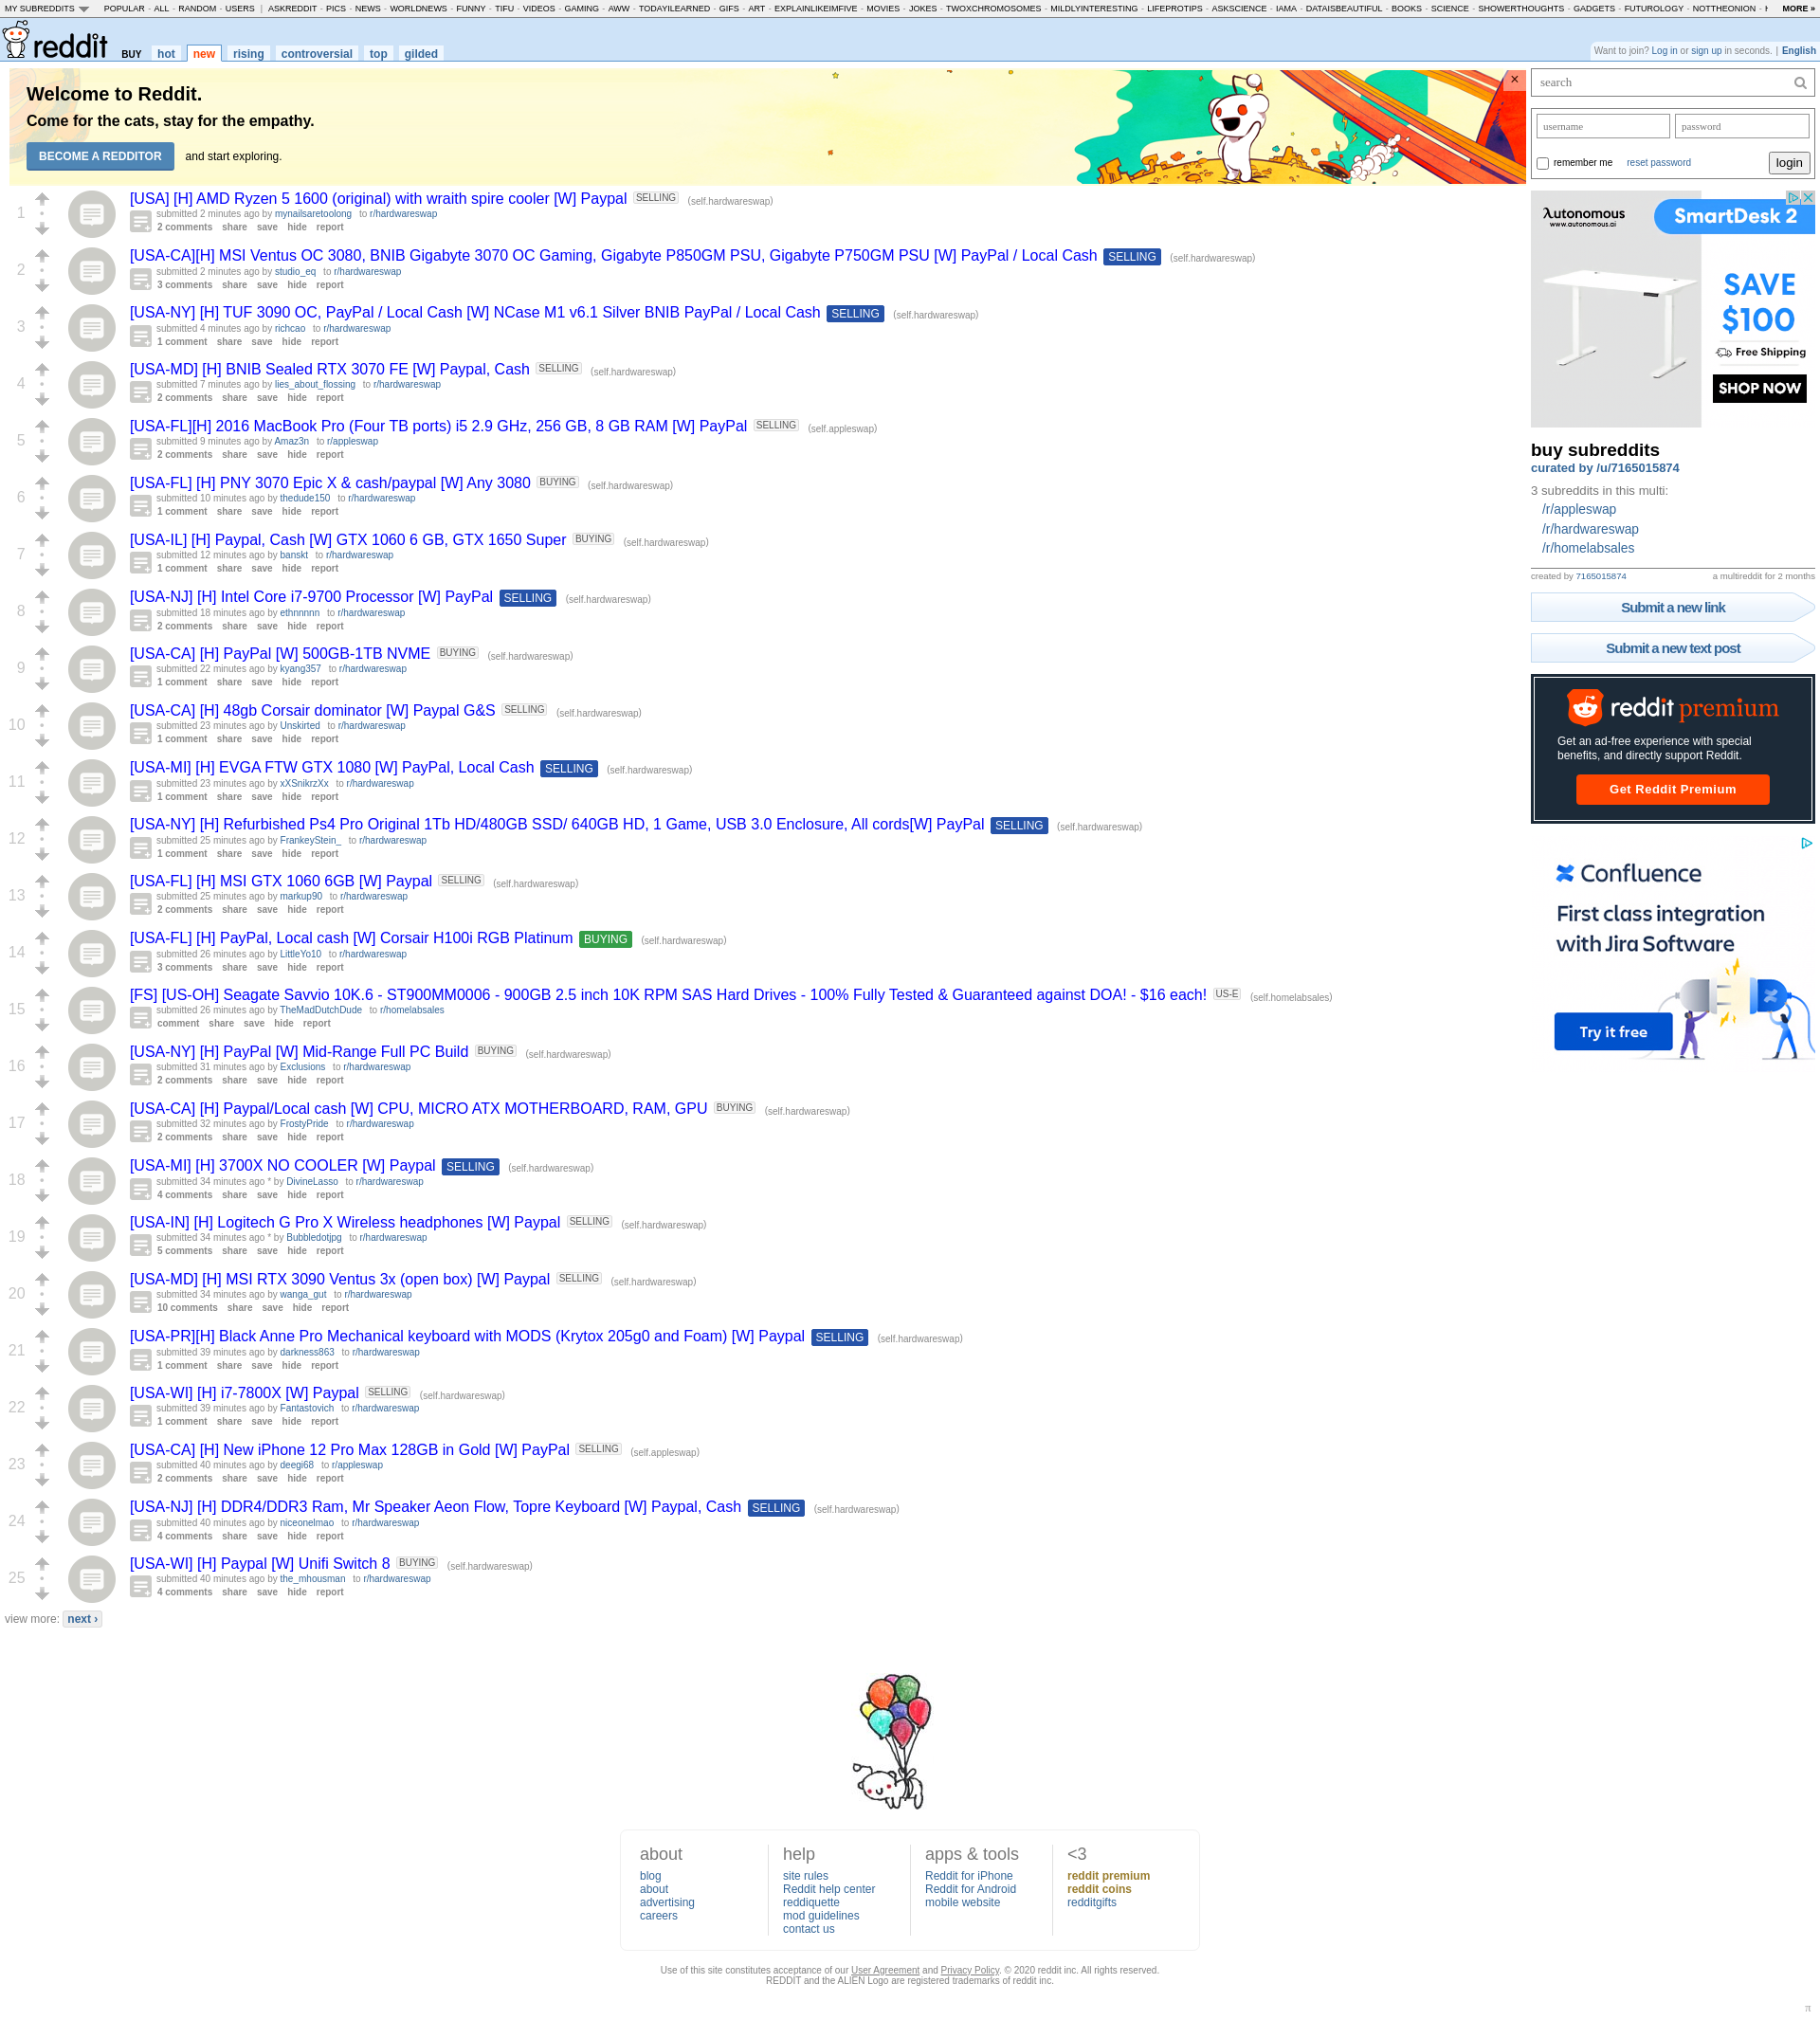 MY SUBREDDITS POPULAR - ALL - RANDOM - USERS | ASKREDDIT - PICS - NEWS - WORLDNEWS - FUNNY - TIFU - VIDEOS - GAMING - AWW - TODAYILEARNED - GIFS - ART - EXPLAINLIKEIMFIVE - MOVIES - JOKES - TWOXCHROMOSOMES - MILDLYINTERESTING - LIFEPROTIPS - ASKSCIENCE - IAMA - DATAISBEAUTIFUL - BOOKS - SCIENCE - SHOWERTHOUGHTS - GADGETS - FUTUROLOGY - NOTTHEONION - MORE »
reddit BUY hot new rising controversial top gilded
Want to join? Log in or sign up in seconds. | English
Welcome to Reddit.
Come for the cats, stay for the empathy.
BECOME A REDDITOR and start exploring.
×
1
[USA] [H] AMD Ryzen 5 1600 (original) with wraith spire cooler [W] Paypal SELLING (self.hardwareswap)
submitted 2 minutes ago by mynailsaretoolong to r/hardwareswap
2 comments share save hide report
2
[USA-CA][H] MSI Ventus OC 3080, BNIB Gigabyte 3070 OC Gaming, Gigabyte P850GM PSU, Gigabyte P750GM PSU [W] PayPal / Local Cash SELLING (self.hardwareswap)
submitted 2 minutes ago by studio_eq to r/hardwareswap
3 comments share save hide report
3
[USA-NY] [H] TUF 3090 OC, PayPal / Local Cash [W] NCase M1 v6.1 Silver BNIB PayPal / Local Cash SELLING (self.hardwareswap)
submitted 4 minutes ago by richcao to r/hardwareswap
1 comment share save hide report
4
[USA-MD] [H] BNIB Sealed RTX 3070 FE [W] Paypal, Cash SELLING (self.hardwareswap)
submitted 7 minutes ago by lies_about_flossing to r/hardwareswap
2 comments share save hide report
5
[USA-FL][H] 2016 MacBook Pro (Four TB ports) i5 2.9 GHz, 256 GB, 8 GB RAM [W] PayPal SELLING (self.appleswap)
submitted 9 minutes ago by Amaz3n to r/appleswap
2 comments share save hide report
6
[USA-FL] [H] PNY 3070 Epic X & cash/paypal [W] Any 3080 BUYING (self.hardwareswap)
submitted 10 minutes ago by thedude150 to r/hardwareswap
1 comment share save hide report
7
[USA-IL] [H] Paypal, Cash [W] GTX 1060 6 GB, GTX 1650 Super BUYING (self.hardwareswap)
submitted 12 minutes ago by banskt to r/hardwareswap
1 comment share save hide report
8
[USA-NJ] [H] Intel Core i7-9700 Processor [W] PayPal SELLING (self.hardwareswap)
submitted 18 minutes ago by ethnnnnn to r/hardwareswap
2 comments share save hide report
9
[USA-CA] [H] PayPal [W] 500GB-1TB NVME BUYING (self.hardwareswap)
submitted 22 minutes ago by kyang357 to r/hardwareswap
1 comment share save hide report
10
[USA-CA] [H] 48gb Corsair dominator [W] Paypal G&S SELLING (self.hardwareswap)
submitted 23 minutes ago by Unskirted to r/hardwareswap
1 comment share save hide report
11
[USA-MI] [H] EVGA FTW GTX 1080 [W] PayPal, Local Cash SELLING (self.hardwareswap)
submitted 23 minutes ago by xXSnikrzXx to r/hardwareswap
1 comment share save hide report
12
[USA-NY] [H] Refurbished Ps4 Pro Original 1Tb HD/480GB SSD/ 640GB HD, 1 Game, USB 3.0 Enclosure, All cords[W] PayPal SELLING (self.hardwareswap)
submitted 25 minutes ago by FrankeyStein_ to r/hardwareswap
1 comment share save hide report
13
[USA-FL] [H] MSI GTX 1060 6GB [W] Paypal SELLING (self.hardwareswap)
submitted 25 minutes ago by markup90 to r/hardwareswap
2 comments share save hide report
14
[USA-FL] [H] PayPal, Local cash [W] Corsair H100i RGB Platinum BUYING (self.hardwareswap)
submitted 26 minutes ago by LittleYo10 to r/hardwareswap
3 comments share save hide report
15
[FS] [US-OH] Seagate Savvio 10K.6 - ST900MM0006 - 900GB 2.5 inch 10K RPM SAS Hard Drives - 100% Fully Tested & Guaranteed against DOA! - $16 each! US-E (self.homelabsales)
submitted 26 minutes ago by TheMadDutchDude to r/homelabsales
comment share save hide report
16
[USA-NY] [H] PayPal [W] Mid-Range Full PC Build BUYING (self.hardwareswap)
submitted 31 minutes ago by Exclusions to r/hardwareswap
2 comments share save hide report
17
[USA-CA] [H] Paypal/Local cash [W] CPU, MICRO ATX MOTHERBOARD, RAM, GPU BUYING (self.hardwareswap)
submitted 32 minutes ago by FrostyPride to r/hardwareswap
2 comments share save hide report
18
[USA-MI] [H] 3700X NO COOLER [W] Paypal SELLING (self.hardwareswap)
submitted 34 minutes ago * by DivineLasso to r/hardwareswap
4 comments share save hide report
19
[USA-IN] [H] Logitech G Pro X Wireless headphones [W] Paypal SELLING (self.hardwareswap)
submitted 34 minutes ago * by Bubbledotjpg to r/hardwareswap
5 comments share save hide report
20
[USA-MD] [H] MSI RTX 3090 Ventus 3x (open box) [W] Paypal SELLING (self.hardwareswap)
submitted 34 minutes ago by wanga_gut to r/hardwareswap
10 comments share save hide report
21
[USA-PR][H] Black Anne Pro Mechanical keyboard with MODS (Krytox 205g0 and Foam) [W] Paypal SELLING (self.hardwareswap)
submitted 39 minutes ago by darkness863 to r/hardwareswap
1 comment share save hide report
22
[USA-WI] [H] i7-7800X [W] Paypal SELLING (self.hardwareswap)
submitted 39 minutes ago by Fantastovich to r/hardwareswap
1 comment share save hide report
23
[USA-CA] [H] New iPhone 12 Pro Max 128GB in Gold [W] PayPal SELLING (self.appleswap)
submitted 40 minutes ago by deegi68 to r/appleswap
2 comments share save hide report
24
[USA-NJ] [H] DDR4/DDR3 Ram, Mr Speaker Aeon Flow, Topre Keyboard [W] Paypal, Cash SELLING (self.hardwareswap)
submitted 40 minutes ago by niceonelmao to r/hardwareswap
4 comments share save hide report
25
[USA-WI] [H] Paypal [W] Unifi Switch 8 BUYING (self.hardwareswap)
submitted 40 minutes ago by the_mhousman to r/hardwareswap
4 comments share save hide report
view more: next ›
search
username password
remember me reset password login
Autonomous
www.autonomous.ai
SmartDesk 2
SAVE
$100
Free Shipping
SHOP NOW
buy subreddits
curated by /u/7165015874
3 subreddits in this multi:
/r/appleswap
/r/hardwareswap
/r/homelabsales
created by 7165015874 a multireddit for 2 months
Submit a new link
Submit a new text post
reddit premium
Get an ad-free experience with special
benefits, and directly support Reddit.
Get Reddit Premium
Confluence
First class integration
with Jira Software
Try it free
about
blog
about
advertising
careers
help
site rules
Reddit help center
reddiquette
mod guidelines
contact us
apps & tools
Reddit for iPhone
Reddit for Android
mobile website
<3
reddit premium
reddit coins
redditgifts
Use of this site constitutes acceptance of our User Agreement and Privacy Policy. © 2020 reddit inc. All rights reserved.
REDDIT and the ALIEN Logo are registered trademarks of reddit inc.
π